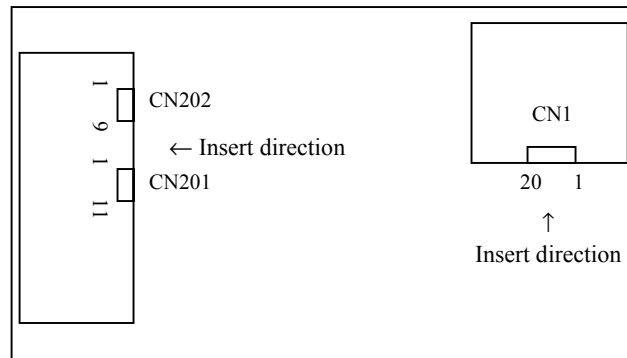 1
CN202
9
← Insert direction
1
CN201
11
CN1
20 1
↑
Insert direction